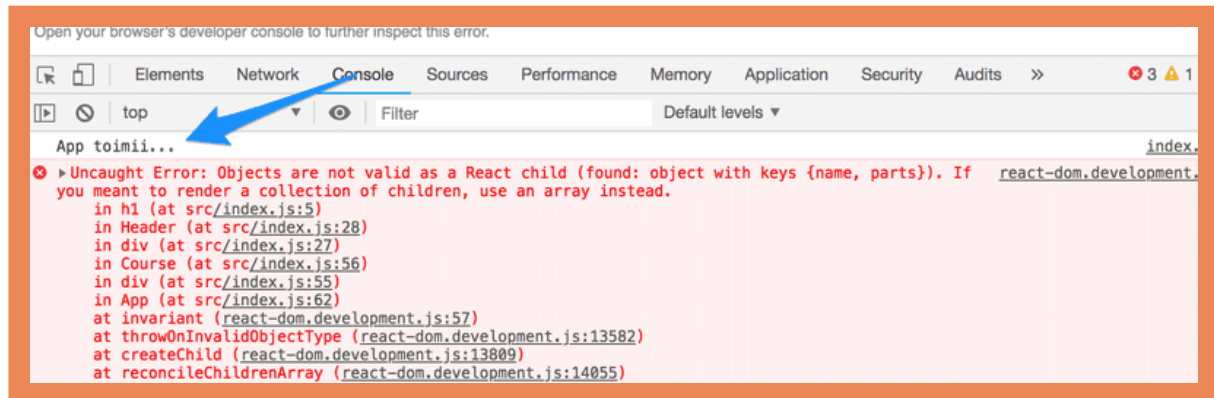 Open your browser's developer console to further inspect this error.
Elements Network Console Sources Performance Memory Application Security Audits » 3 1
top ▼ Filter Default levels ▼
App toimii... index.
▶Uncaught Error: Objects are not valid as a React child (found: object with keys {name, parts}). If react-dom.development.
you meant to render a collection of children, use an array instead.
in h1 (at src/index.js:5)
in Header (at src/index.js:28)
in div (at src/index.js:27)
in Course (at src/index.js:56)
in div (at src/index.js:55)
in App (at src/index.js:62)
at invariant (react-dom.development.js:57)
at throwOnInvalidObjectType (react-dom.development.js:13582)
at createChild (react-dom.development.js:13809)
at reconcileChildrenArray (react-dom.development.js:14055)